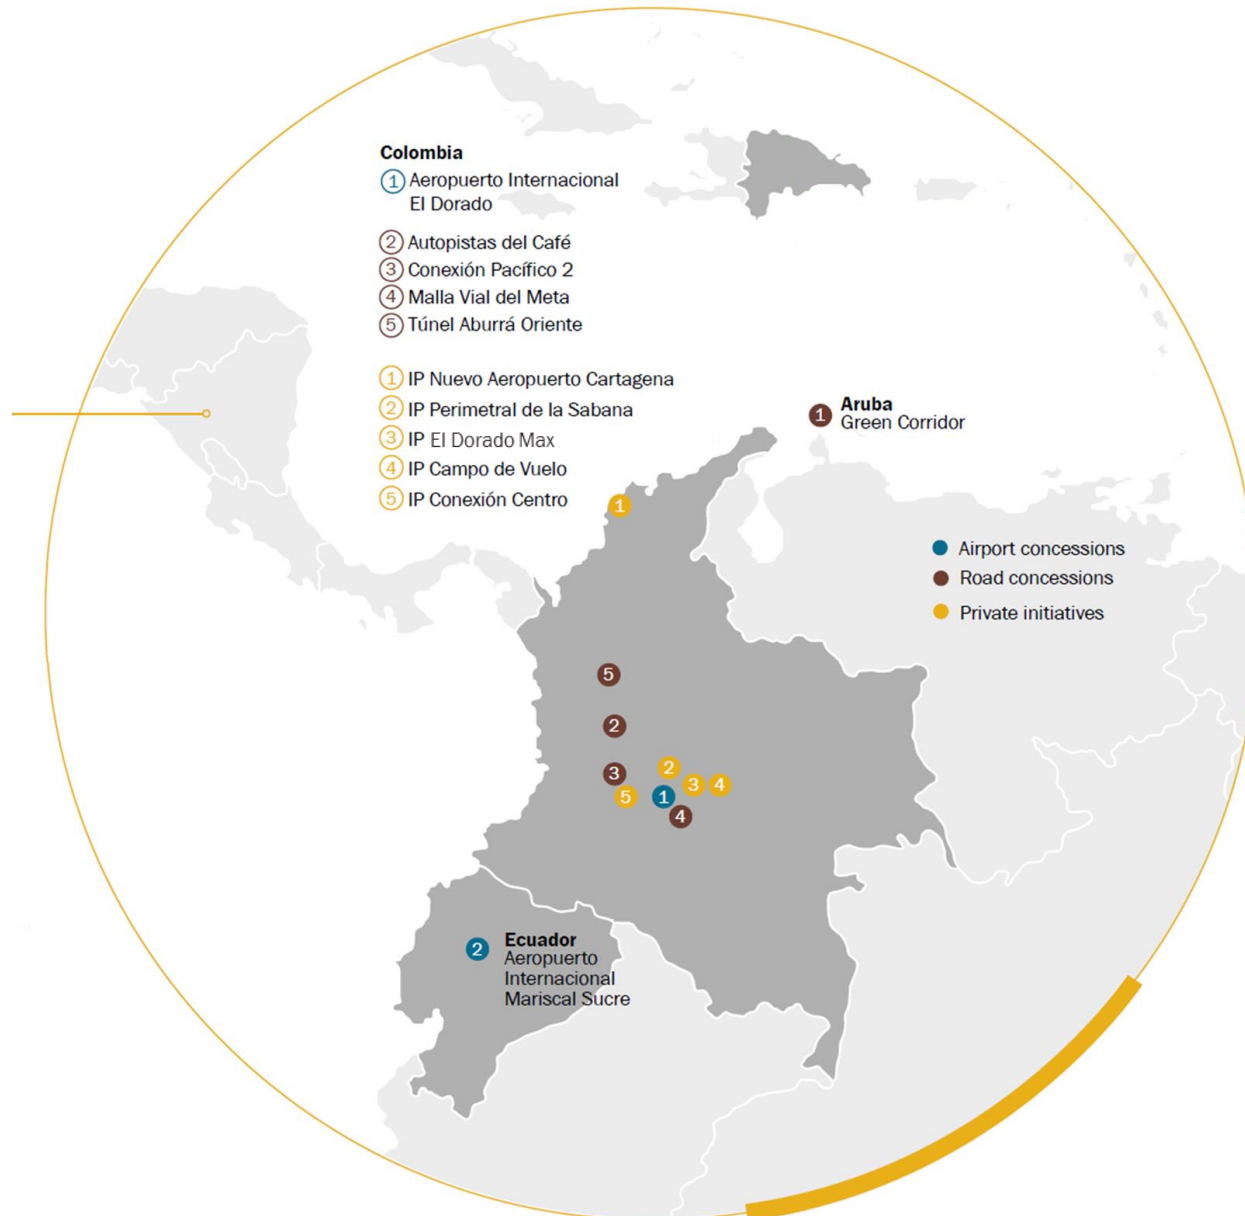 Colombia
1 Aeropuerto Internacional
El Dorado
2 Autopistas del Café
3 Conexión Pacífico 2
4 Malla Vial del Meta
5 Túnel Aburrá Oriente
1 IP Nuevo Aeropuerto Cartagena
2 IP Perimetral de la Sabana
3 IP El Dorado Max
4 IP Campo de Vuelo
5 IP Conexión Centro
1 Aruba
Green Corridor
1
Airport concessions
Road concessions
Private initiatives
5
2
2
3
3
4
5
1
4
2 Ecuador
Aeropuerto
Internacional
Mariscal Sucre